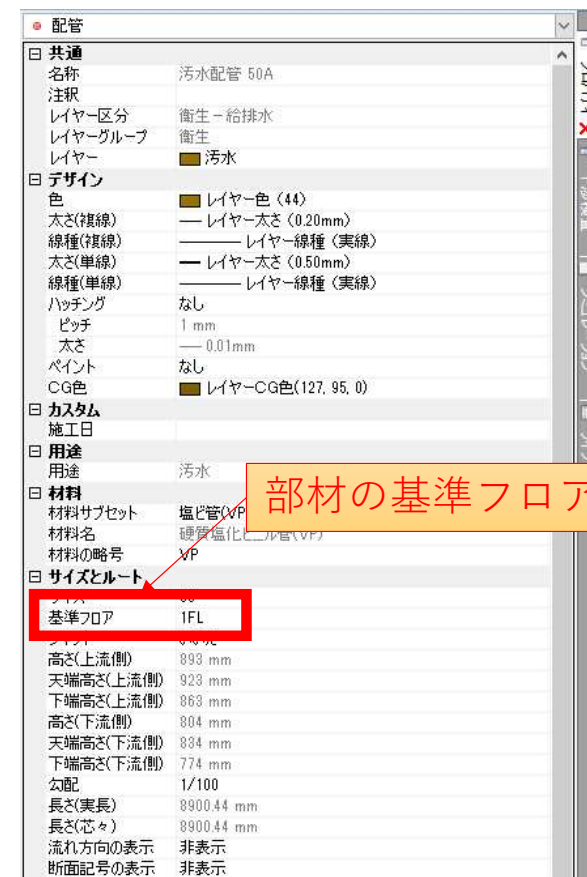 配管
共通
名称 汚水配管 50A
注釈
レイヤー区分 衛生－給排水
レイヤーグループ 衛生
レイヤー 汚水
デザイン
色 レイヤー色 (44)
太さ(複線) レイヤー太さ (0.20mm)
線種(複線) レイヤー線種 (実線)
太さ(単線) レイヤー太さ (0.50mm)
線種(単線) レイヤー線種 (実線)
ハッチング なし
ピッチ 1 mm
太さ 0.01mm
ペイント なし
CG色 レイヤーCG色(127, 95, 0)
カスタム
施工日
用途
用途 汚水
部材の基準フロア
材料
材料サブセット 塩ビ管(VP
材料名 硬質塩化ビニル管(VP)
材料の略号 VP
サイズとルート
基準フロア 1FL
高さ(上流側) 893 mm
天端高さ(上流側) 923 mm
下端高さ(上流側) 863 mm
高さ(下流側) 804 mm
天端高さ(下流側) 834 mm
下端高さ(下流側) 774 mm
勾配 1/100
長さ(実長) 8900.44 mm
長さ(芯々) 8900.44 mm
流れ方向の表示 非表示
断面記号の表示 非表示